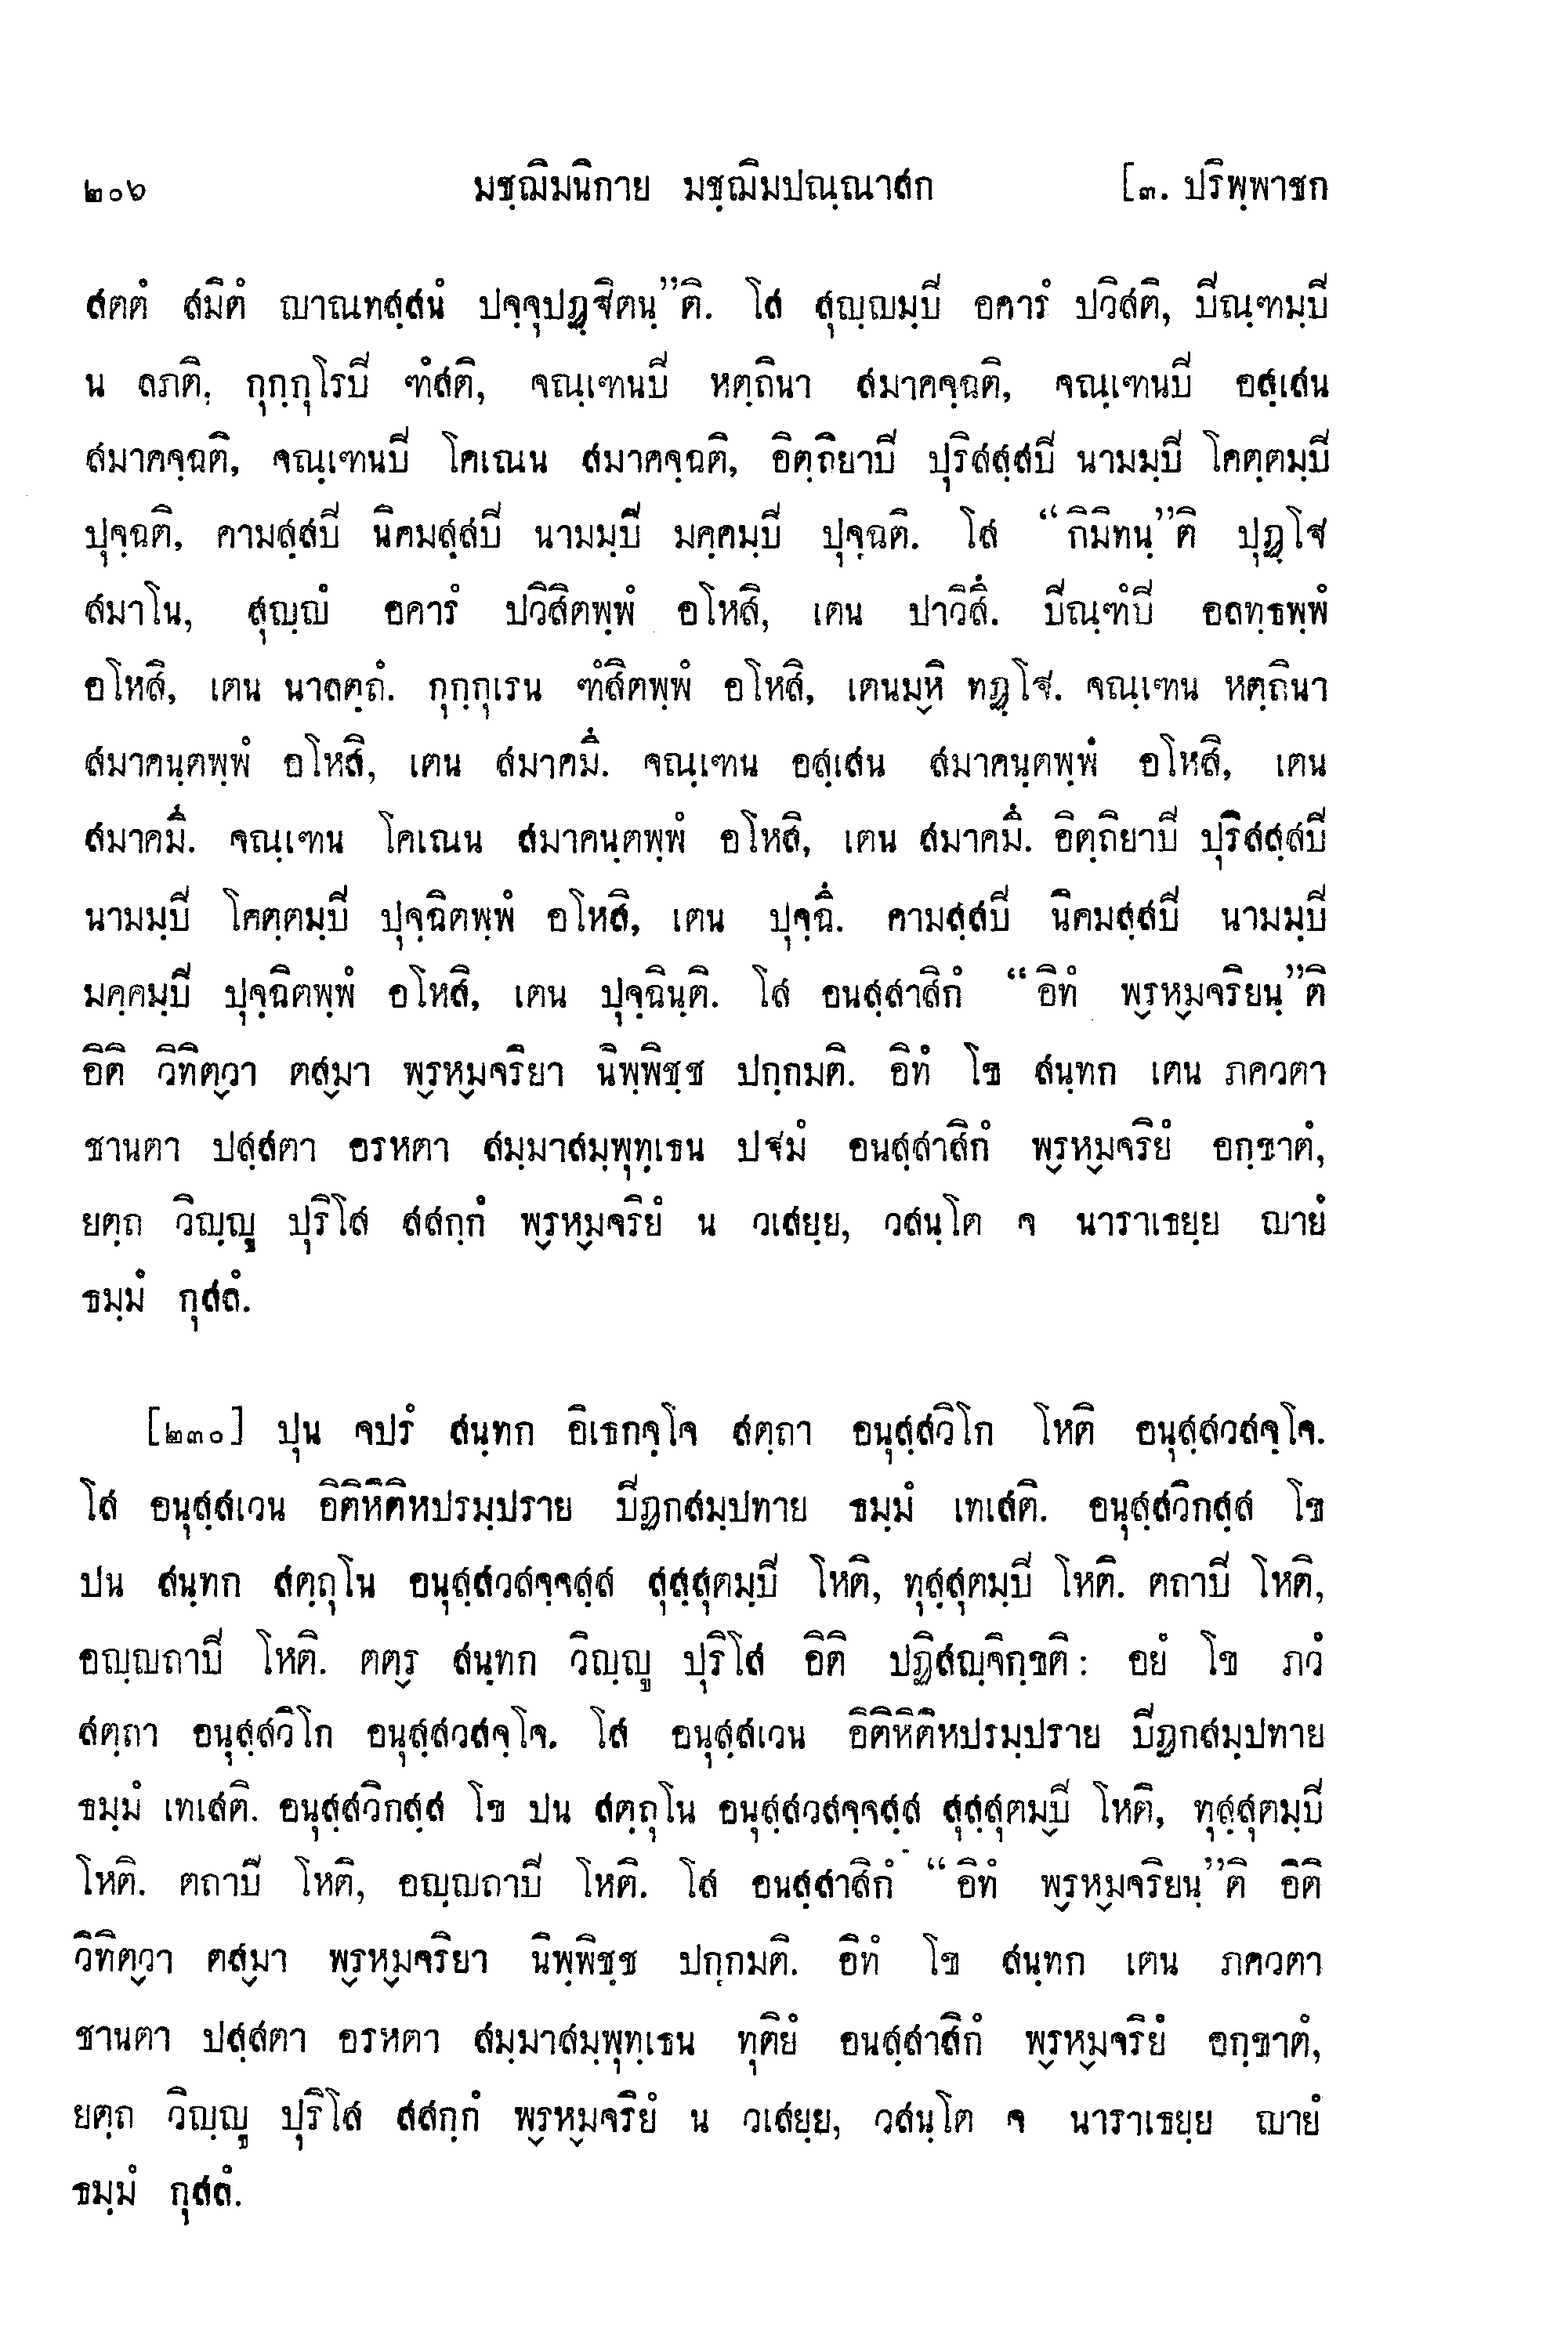 ๒๐๖ มชฺฌิมนิกาย มชฺฌิมปณฺณาสก [๓. ปริพฺพาชก
สตตํ สมิตํ ญาณทสฺสนํ ปจฺจุปฏฺฐิตนฺ”ติ. โส สุญฺญมฺปิ อคารํ ปวิสติ, ปิณฺฑมฺปิ
น ลภติ, กุกฺกุโรปิ ฑํสติ, จณฺเฑนปิ หตฺถินา สมาคจฺฉติ, จณฺเฑนปิ อสฺเสน
สมาคจฺฉติ, จณฺเฑนปิ โคเณน สมาคจฺฉติ, อิตฺถิยาปิ ปุริสสฺสปิ นามมฺปิ โคตฺตมฺปิ
ปุจฺฉติ, คามสฺสปิ นิคมสฺสปิ นามมฺปิ มคฺคมฺปิ ปุจฺฉติ. โส “กิมิทนฺ”ติ ปุฏฺโฐ
สมาโน, สุญฺญํ อคารํ ปวิสิตพฺพํ อโหสิ, เตน ปาวิสึ. ปิณฺฑํปิ อลทฺธพฺพํ
อโหสิ, เตน นาลตฺถํ. กุกฺกุเรน ฑํสิตพฺพํ อโหสิ, เตนมฺหิ ทฏฺโฐ. จณฺเฑน หตฺถินา
สมาคนฺตพฺพํ อโหสิ, เตน สมาคมึ. จณฺเฑน อสฺเสน สมาคนฺตพฺพํ อโหสิ, เตน
สมาคมึ. จณฺเฑน โคเณน สมาคนฺตพฺพํ อโหสิ, เตน สมาคมึ. อิตฺถิยาปิ ปุริสสฺสปิ
นามมฺปิ โคตฺตมฺปิ ปุจฺฉิตพฺพํ อโหสิ, เตน ปุจฺฉึ. คามสฺสปิ นิคมสฺสปิ นามมฺปิ
มคฺคมฺปิ ปุจฺฉิตพฺพํ อโหสิ, เตน ปุจฺฉินฺติ. โส อนสฺสาสิกํ “อิทํ พฺรหฺมจริยนฺ”ติ
อิติ วิทิตฺวา ตสฺมา พฺรหฺมจริยา นิพฺพิชฺช ปกฺกมติ. อิทํ โข สนฺทก เตน ภควตา
ชานตา ปสฺสตา อรหตา สมฺมาสมฺพุทฺเธน ปฐมํ อนสฺสาสิกํ พฺรหฺมจริยํ อกฺขาตํ,
ยตฺถ วิญฺญู ปุริโส สสกฺกํ พฺรหฺมจริยํ น วเสยฺย, วสนฺโต จ นาราเธยฺย ญายํ
ธมฺมํ กุสลํ.
[๒๓๐] ปุน จปรํ สนฺทก อิเธกจฺโจ สตฺถา อนุสฺสวิโก โหติ อนุสฺสวสจฺโจ.
โส อนุสฺสเวน อิติหิติหปรมฺปราย ปิฏกสมฺปทาย ธมฺมํ เทเสติ. อนุสฺสวิกสฺส โข
ปน สนฺทก สตฺถุโน อนุสฺสวสจฺจสฺส สุสฺสุตมฺปิ โหติ, ทุสฺสุตมฺปิ โหติ. ตถาปิ โหติ,
อญฺญถาปิ โหติ. ตตฺร สนฺทก วิญฺญู ปุริโส อิติ ปฏิสญฺจิกฺขติ: อยํ โข ภวํ
สตฺถา อนุสฺสวิโก อนุสฺสวสจฺโจ. โส อนุสฺสเวน อิติหิติหปรมฺปราย ปิฏกสมฺปทาย
ธมฺมํ เทเสติ. อนุสฺสวิกสฺส โข ปน สตฺถุโน อนุสฺสวสจฺจสฺส สุสฺสุตมฺปิ โหติ, ทุสฺสุตมฺปิ
โหติ. ตถาปิ โหติ, อญฺญถาปิ โหติ. โส อนสฺสาสิกํ “อิทํ พฺรหฺมจริยนฺ”ติ อิติ
วิทิตฺวา ตสฺมา พฺรหฺมจริยา นิพฺพิชฺช ปกฺกมติ. อิทํ โข สนฺทก เตน ภควตา
ชานตา ปสฺสตา อรหตา สมฺมาสมฺพุทฺเธน ทุติยํ อนสฺสาสิกํ พฺรหฺมจริยํ อกฺขาตํ,
ยตฺถ วิญฺญู ปุริโส สสกฺกํ พฺรหฺมจริยํ น วเสยฺย, วสนฺโต จ นาราเธยฺย ญายํ
ธมฺมํ กุสลํ.